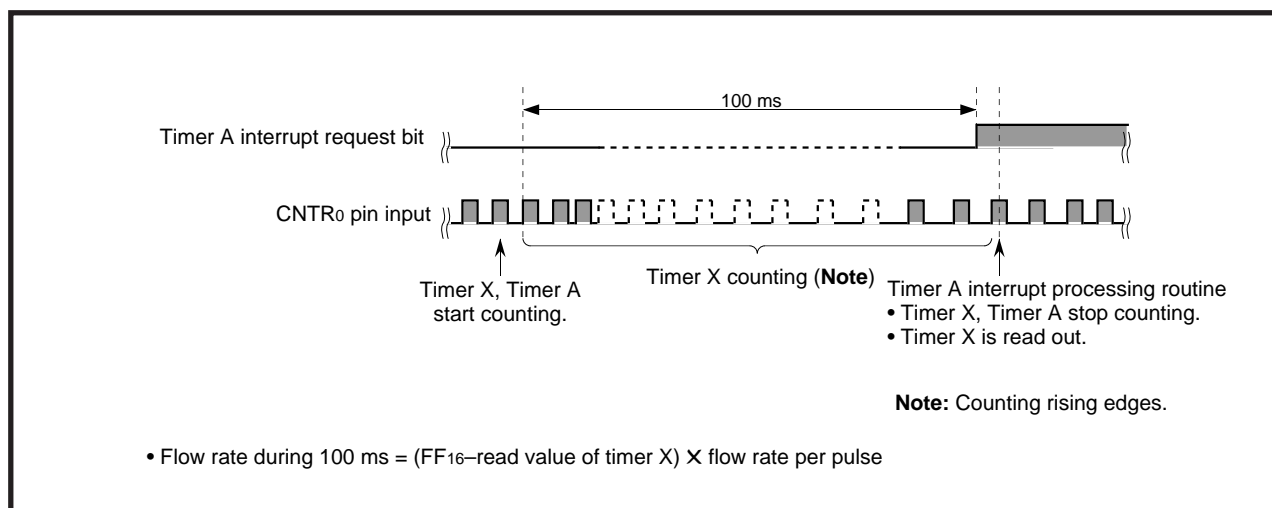 100 ms
Timer A interrupt request bit
CNTR0 pin input
Timer X counting (Note)
Timer X, Timer A
start counting.
Timer A interrupt processing routine
• Timer X, Timer A stop counting.
• Timer X is read out.
Note: Counting rising edges.
• Flow rate during 100 ms = (FF16–read value of timer X) ✕ flow rate per pulse